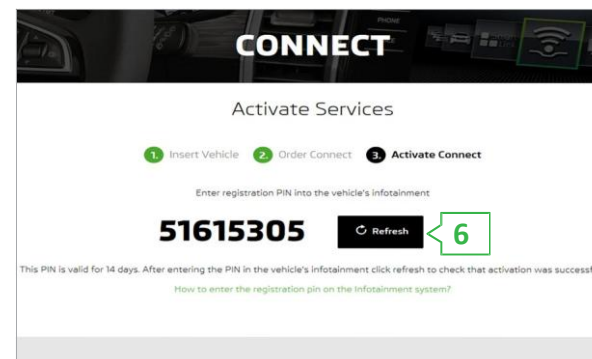 PHONE
CONNECT
Activate Services
1. Insert Vehicle 2. Order Connect 3. Activate Connect
Enter registration PIN into the vehicle's infotainment
51615305 Refresh 6
This PIN is valid for 14 days. After entering the PIN in the vehicle's infotainment click refresh to check that activation was
How to enter the registration pin on the Infotainment system?